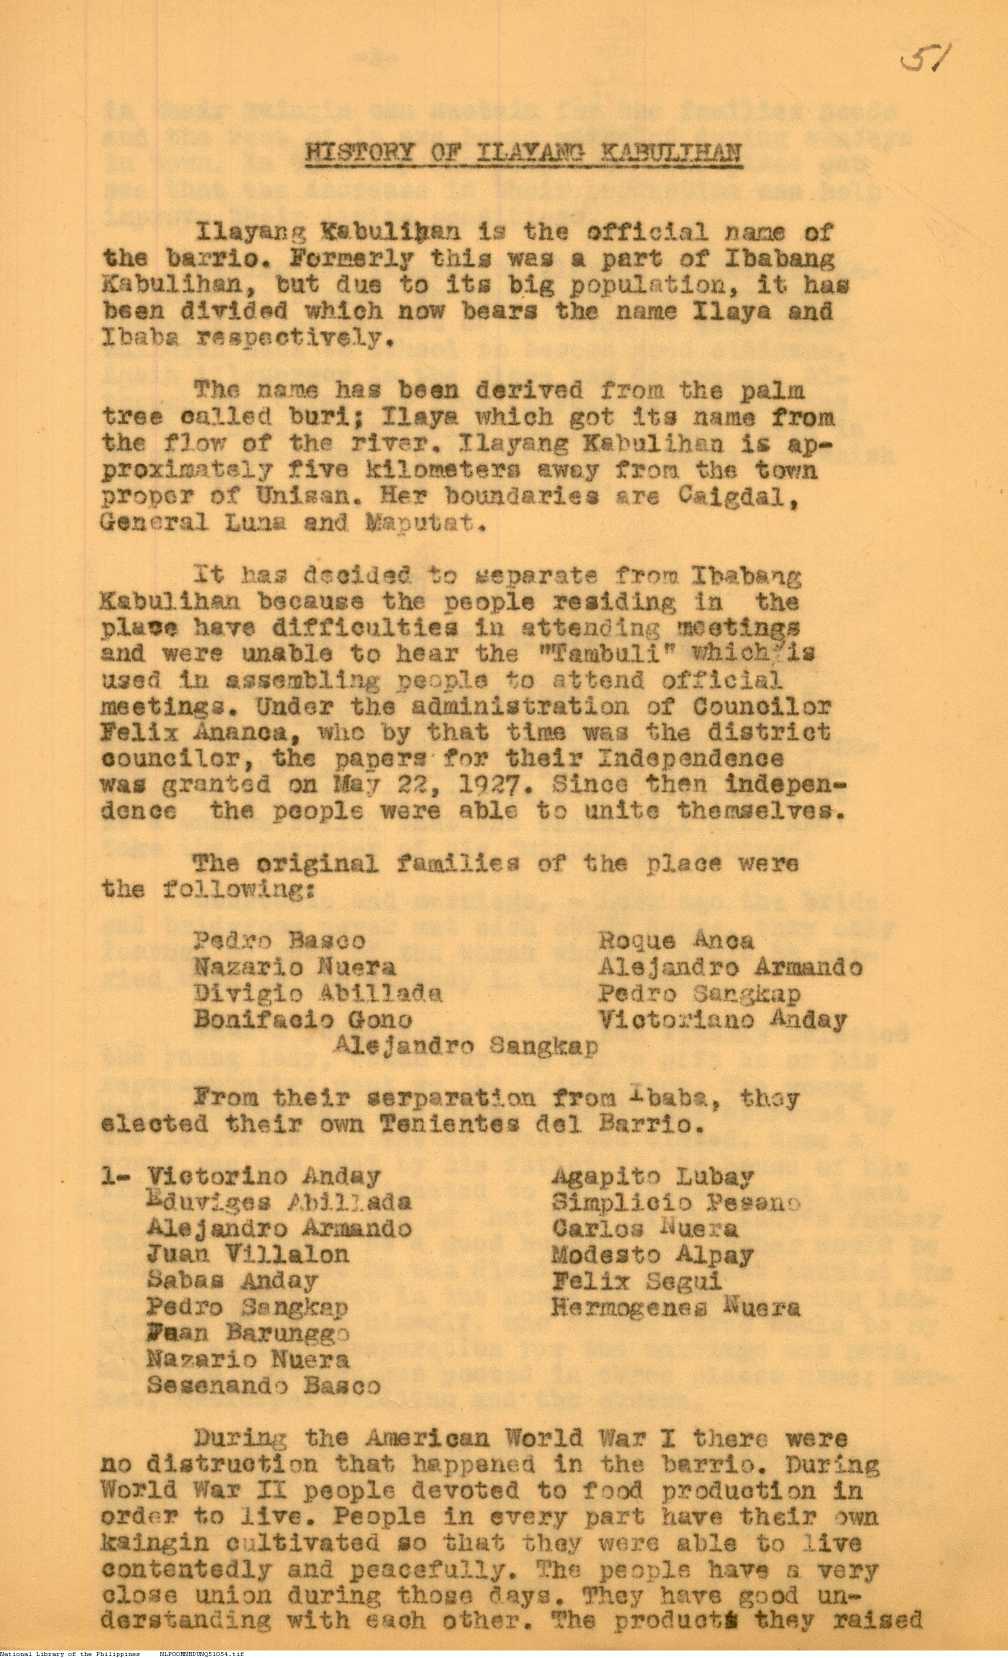 51
HISTORY OF ILAYANG KABULIHAN
Ilayang Kabulihan is the official name of
the barrio. Formerly this was a part of Ibabang
Kabulihan, but due to its big population, it has
been divided which now bears the name Ilaya and
Ibaba respectively.
The name has been derived from the palm
tree called buri; Ilaya which got its name from
the flow of the river. Ilayang Kabulihan is ap-
proximately five kilometers away from the town
proper of Unisan. Her boundaries are Caigdal,
General Luna and Maputat.
It has decided to separate from Ibabang
Kabulihan because the people residing in the
place have difficulties in attending meetings
and were unable to hear the "Tambuli" which is
used in assembling people to attend official
meetings. Under the administration of Councilor
Felix Ananca, who by that time was the district
councilor, the papers for their Independence
was granted on May 22, 1927. Since then indepen-
dence the people were able to unite themselves.
The original families of the place were
the following:
Pedro Basco Roque Anca
Nazario Nuera Alejandro Armando
Divigio Abillada Pedro Sangkap
Bonifacio Gono Victoriano Anday
Alejandro Sangkap
From their serparation from Ibaba, they
elected their own Tenientes del Barrio.
1- Victorino Anday Agapito Lubay
Eduviges Abillada Simplicio Pesano
Alejandro Armando Carlos Nuera
Juan Villalon Modesto Alpay
Sabas Anday Felix Segui
Pedro Sangkap Hermogenes Nuera
Juan Barunggo
Nazario Nuera
Sesenando Basco
During the American World War I there were
no distruction that happened in the barrio. During
World War II people devoted to food production in
order to live. People in every part have their own
kaingin cultivated so that they were able to live
contentedly and peacefully. The people have a very
close union during those days. They have good un-
derstanding with each other. The products they raised
National Library of the Philippines NLPOOMNBDUNQ51054.tif